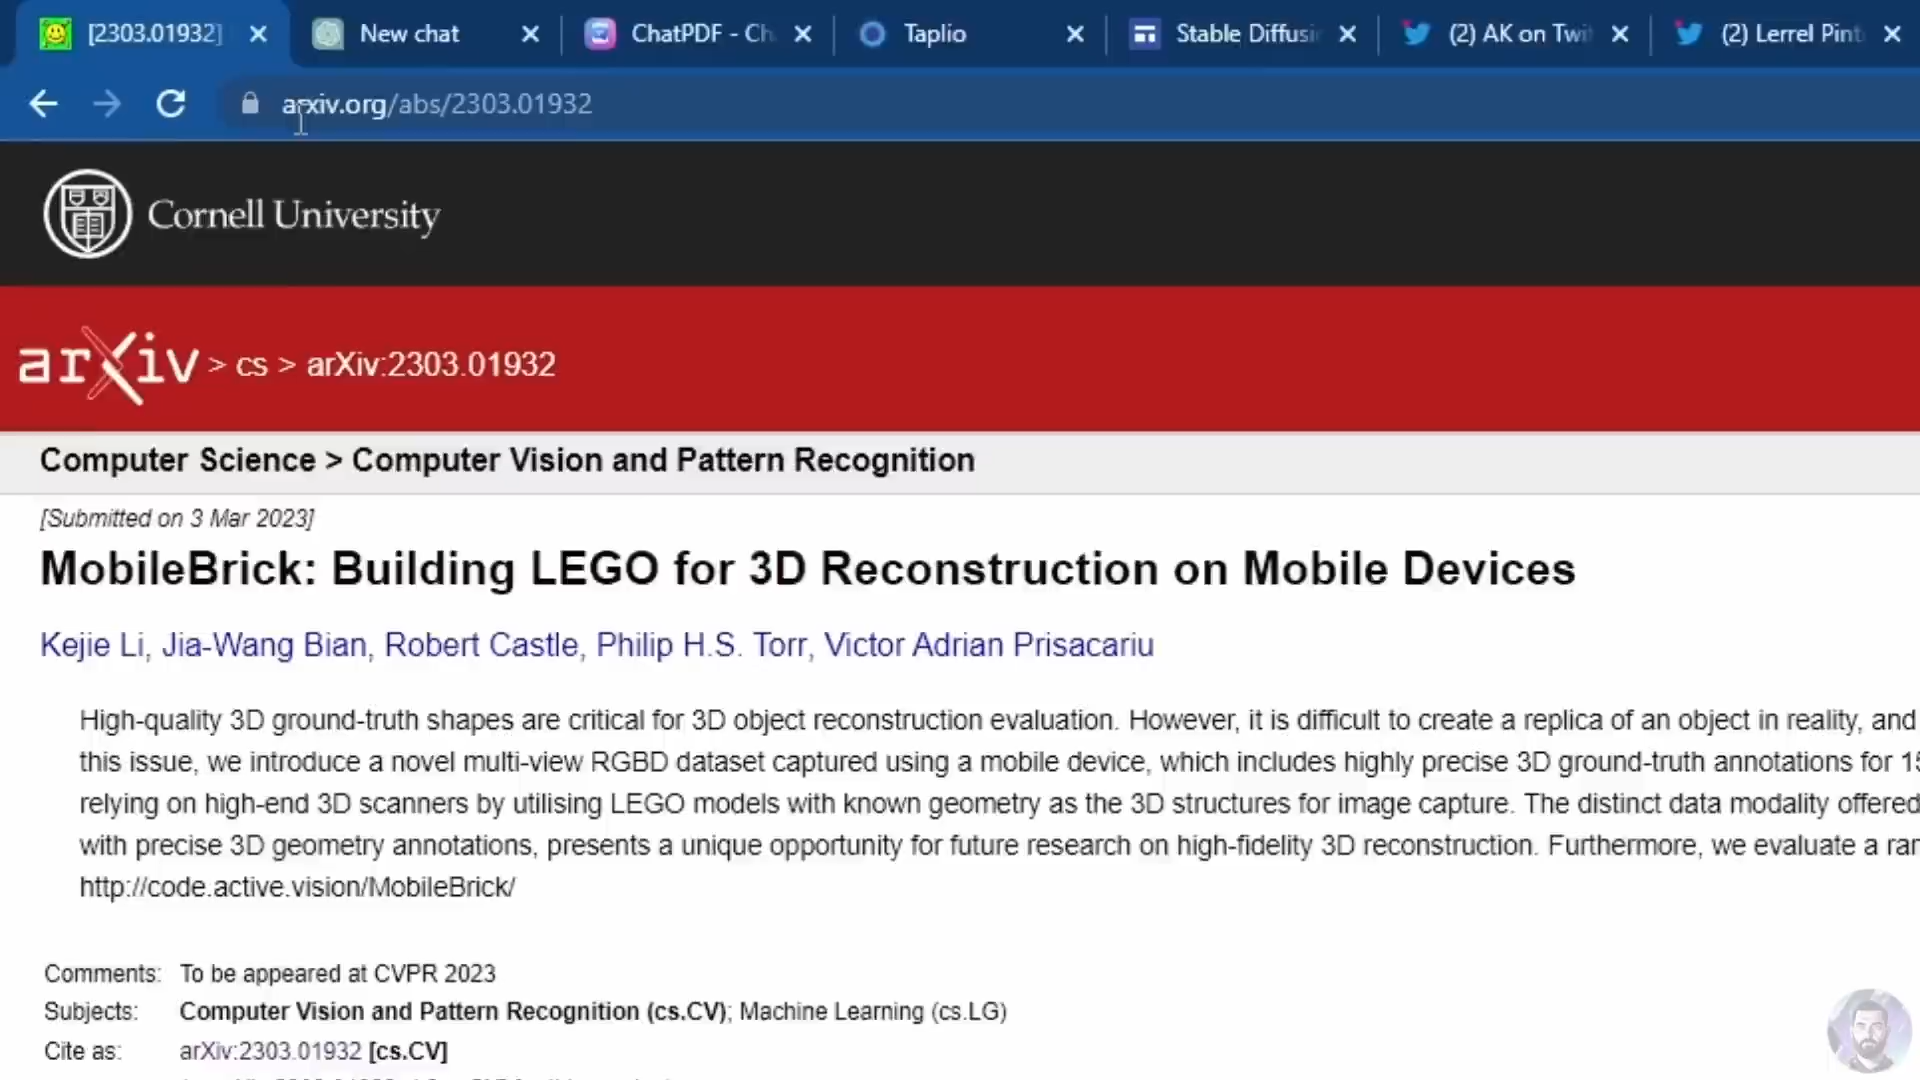 [2303.01932]
New chat
ChatPDF - Ch
Taplio
Stable Diffusi
(2) AK on Twi
(2) Lerrel Pint
arxiv.org/abs/2303.01932
Cornell University
arXiv > cs > arXiv:2303.01932
Computer Science > Computer Vision and Pattern Recognition
[Submitted on 3 Mar 2023]
MobileBrick: Building LEGO for 3D Reconstruction on Mobile Devices
Kejie Li, Jia-Wang Bian, Robert Castle, Philip H.S. Torr, Victor Adrian Prisacariu
High-quality 3D ground-truth shapes are critical for 3D object reconstruction evaluation. However, it is difficult to create a replica of an object in reality, and
this issue, we introduce a novel multi-view RGBD dataset captured using a mobile device, which includes highly precise 3D ground-truth annotations for 15
relying on high-end 3D scanners by utilising LEGO models with known geometry as the 3D structures for image capture. The distinct data modality offered
with precise 3D geometry annotations, presents a unique opportunity for future research on high-fidelity 3D reconstruction. Furthermore, we evaluate a ran
http://code.active.vision/MobileBrick/
Comments: To be appeared at CVPR 2023
Subjects: Computer Vision and Pattern Recognition (cs.CV); Machine Learning (cs.LG)
Cite as: arXiv:2303.01932 [cs.CV]